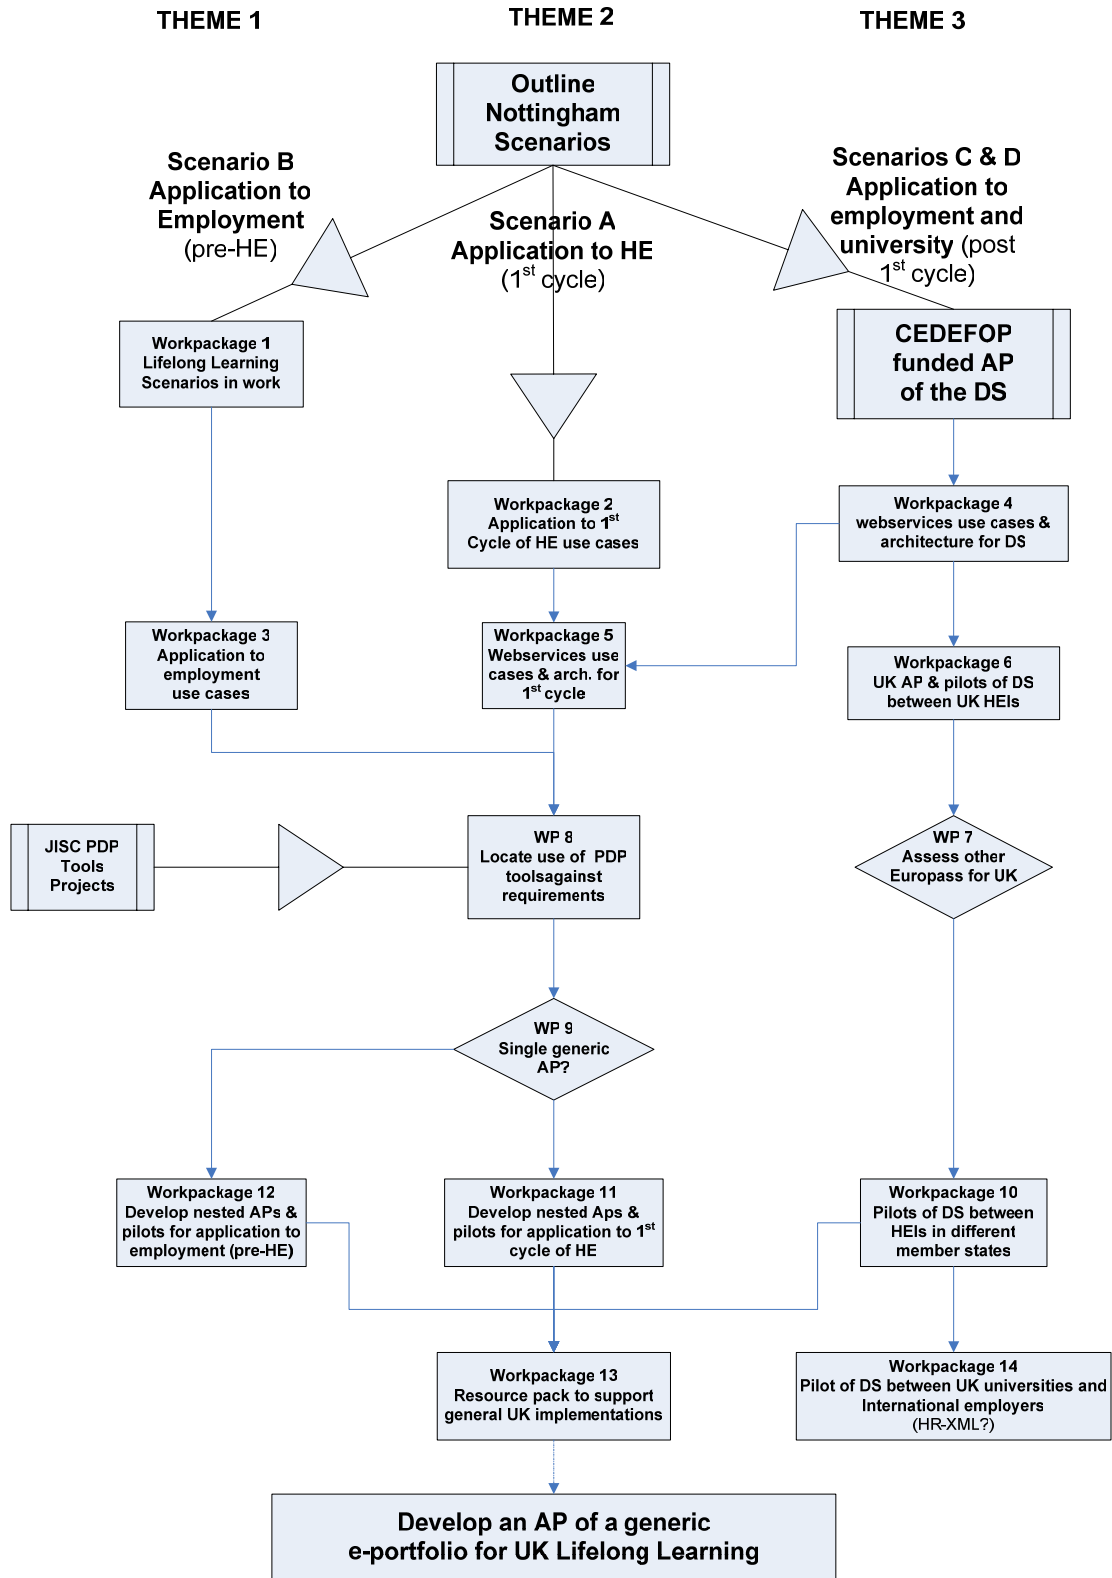 THEME 1
THEME 2
THEME 3
Outline
Nottingham
Scenarios
Scenario B
Application to
Employment
(pre-HE)
Scenario A
Application to HE
(1st cycle)
Scenarios C & D
Application to
employment and
university (post
1st cycle)
Workpackage 1
Lifelong Learning
Scenarios in work
CEDEFOP
funded AP
of the DS
Workpackage 2
Application to 1st
Cycle of HE use cases
Workpackage 4
webservices use cases &
architecture for DS
Workpackage 3
Application to
employment
use cases
Workpackage 5
Webservices use
cases & arch. for
1st cycle
Workpackage 6
UK AP & pilots of DS
between UK HEIs
JISC PDP
Tools
Projects
WP 8
Locate use of PDP
toolsagainst
requirements
WP 7
Assess other
Europass for UK
WP 9
Single generic
AP?
Workpackage 12
Develop nested APs &
pilots for application to
employment (pre-HE)
Workpackage 11
Develop nested Aps &
pilots for application to 1st
cycle of HE
Workpackage 10
Pilots of DS between
HEIs in different
member states
Workpackage 13
Resource pack to support
general UK implementations
Workpackage 14
Pilot of DS between UK universities and
International employers
(HR-XML?)
Develop an AP of a generic
e-portfolio for UK Lifelong Learning